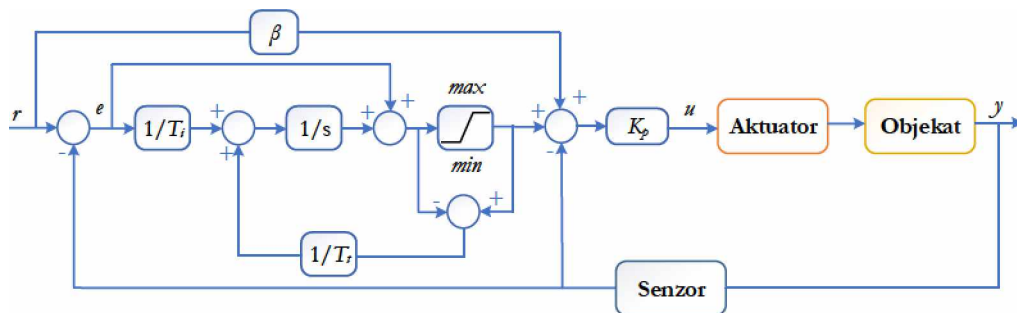 β
max
r
e
1/Tᵢ
+
+
1/s
+
+
+
+
Kₚ
u
Aktuator
Objekat
y
-
+
min
-
-
+
1/Tₜ
Senzor